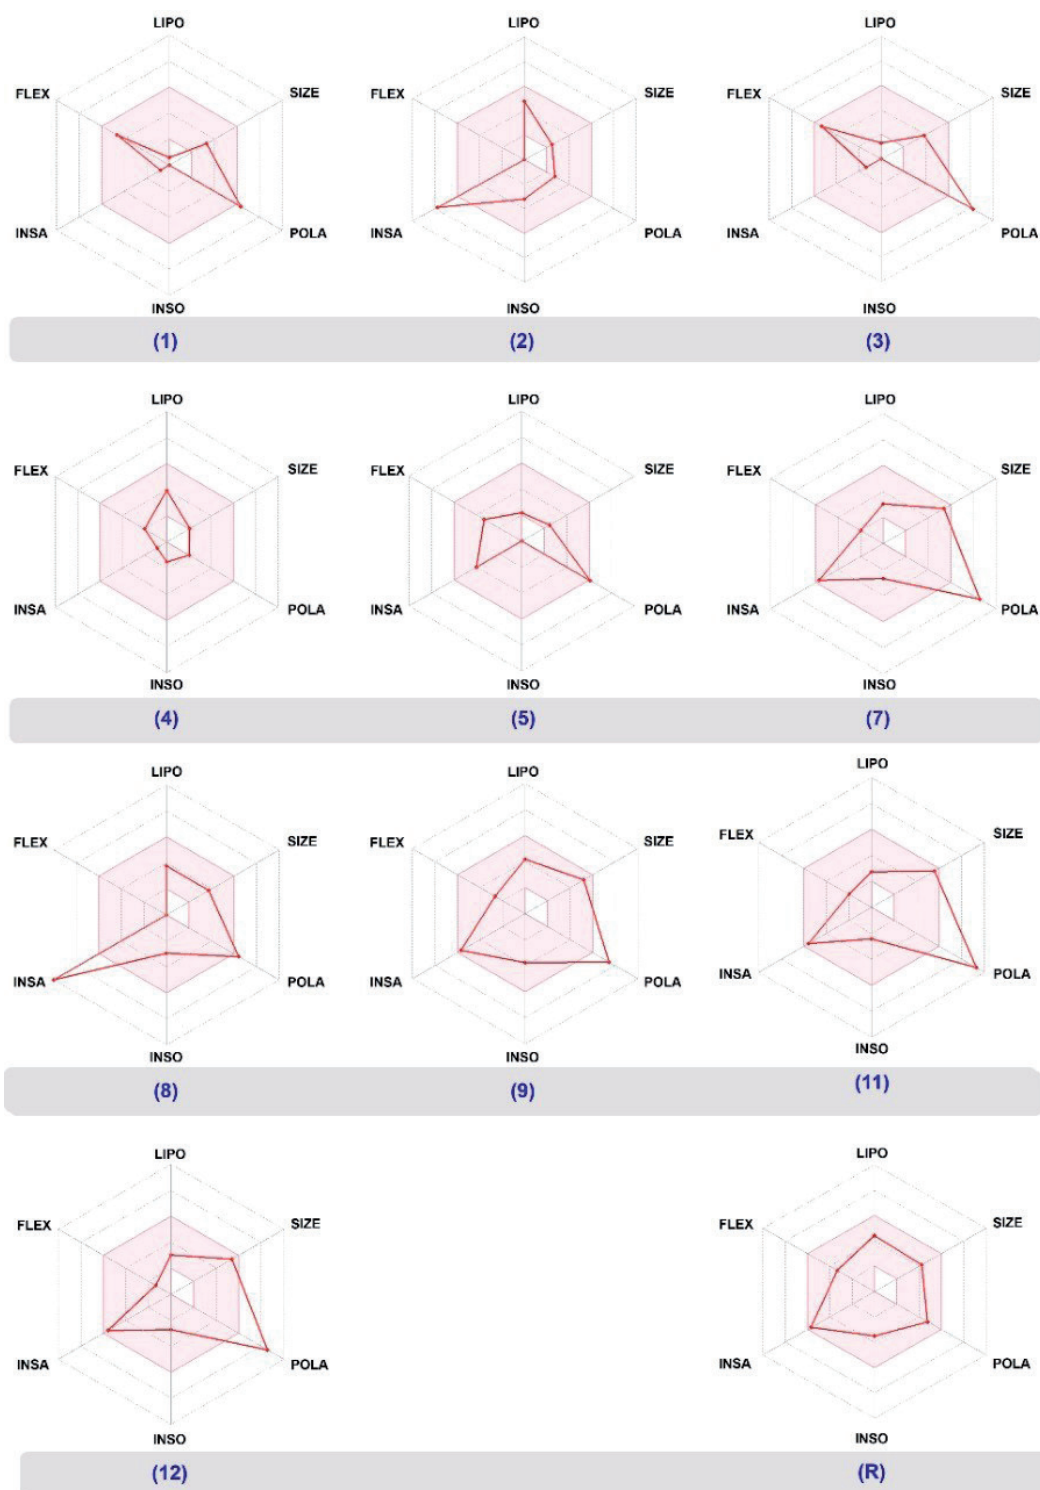 LIPO LIPO LIPO
FLEX SIZE FLEX SIZE FLEX SIZE
INSA POLA INSA POLA INSA POLA
INSO INSO INSO
(1) (2) (3)
LIPO LIPO LIPO
FLEX SIZE FLEX SIZE FLEX SIZE
INSA POLA INSA POLA INSA POLA
INSO INSO INSO
(4) (5) (7)
LIPO LIPO LIPO
FLEX SIZE FLEX SIZE FLEX SIZE
INSA POLA INSA POLA INSA POLA
INSO INSO INSO
(8) (9) (11)
LIPO LIPO
FLEX SIZE FLEX SIZE
INSA POLA INSA POLA
INSO INSO
(12) (R)